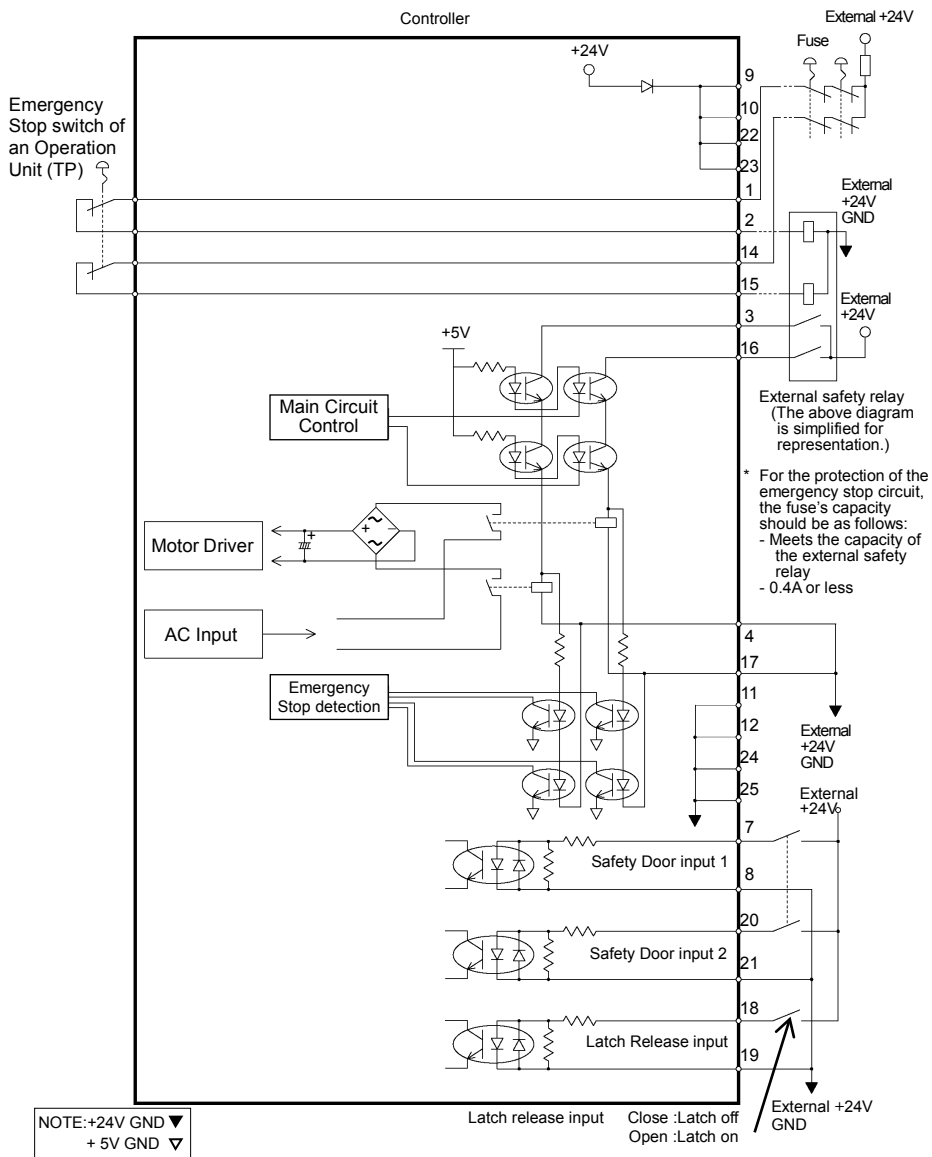 Controller
External +24V
Fuse
+24V
9
10
22
23
Emergency
Stop switch of
an Operation
Unit (TP)
1
2
14
15
3
16
External
+24V
GND
External
+24V
+5V
Main Circuit
Control
External safety relay
(The above diagram
is simplified for
representation.)
* For the protection of the
emergency stop circuit,
the fuse's capacity
should be as follows:
- Meets the capacity of
the external safety
relay
- 0.4A or less
+
+ −
Motor Driver
AC Input
4
17
11
12
24
25
Emergency
Stop detection
External
+24V
GND
External
+24V
7
Safety Door input 1
8
20
Safety Door input 2
21
18
Latch Release input
19
External +24V
GND
Latch release input Close :Latch off
Open :Latch on
NOTE:+24V GND ▼
+ 5V GND ▽